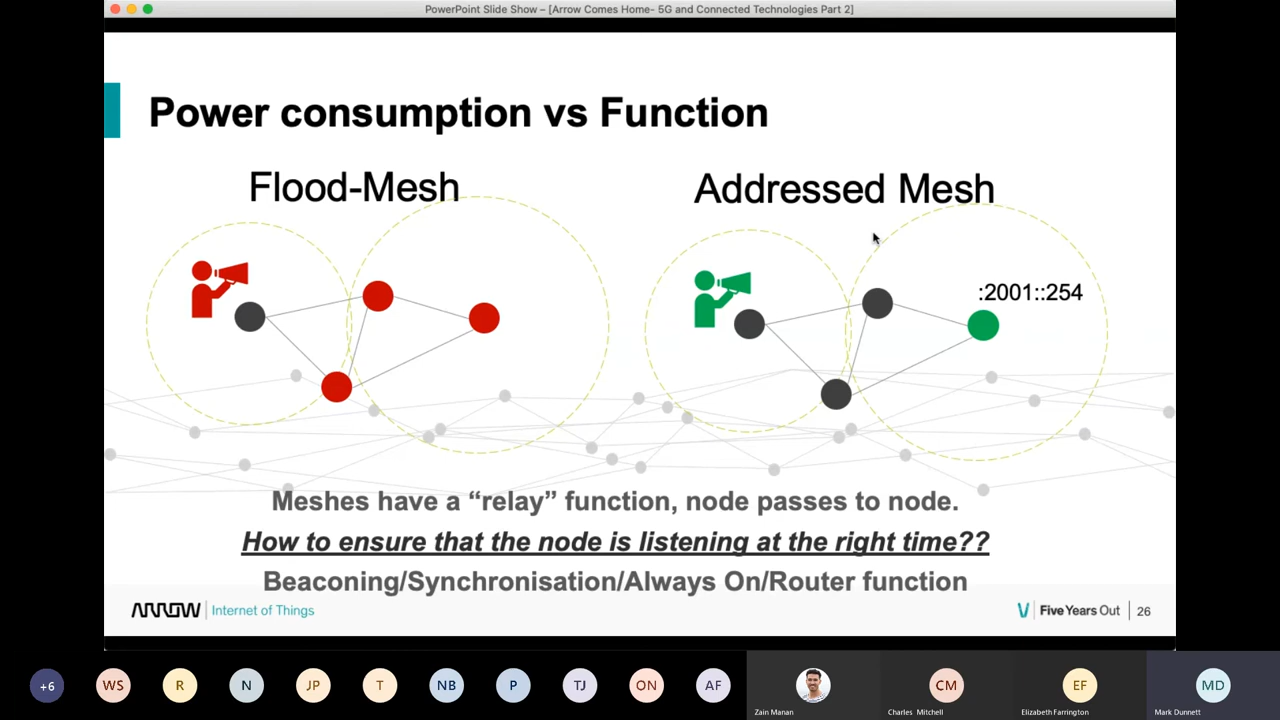 PowerPoint Slide Show – [Arrow Comes Home- 5G and Connected Technologies Part 2]
Power consumption vs Function
Flood-Mesh
Addressed Mesh
:2001::254
Meshes have a “relay” function, node passes to node.
How to ensure that the node is listening at the right time??
Beaconing/Synchronisation/Always On/Router function
ARROW Internet of Things
Five Years Out 26
+6 WS R N JP T NB P TJ ON AF CM EF MD
Zain Manan Charles Mitchell Elizabeth Farrington Mark Dunnett